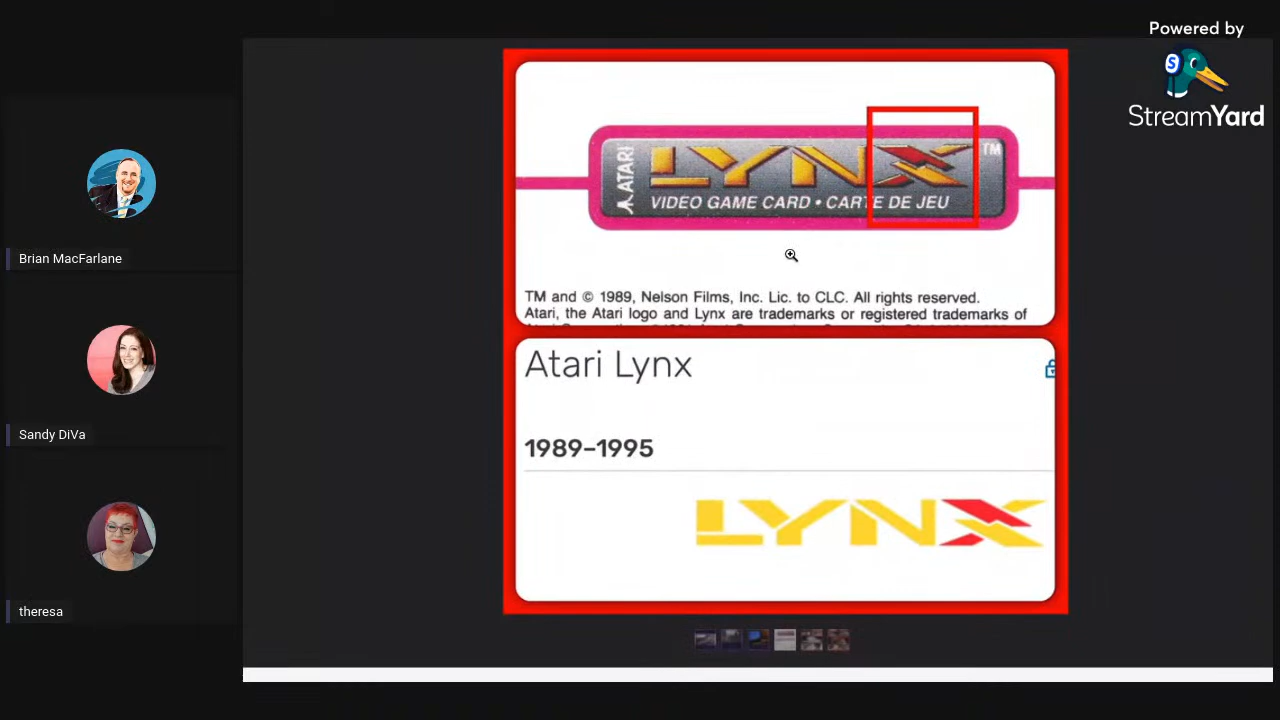 Powered by
StreamYard
Brian MacFarlane
Sandy DiVa
theresa
ATARI
LYNX
TM
VIDEO GAME CARD • CARTE DE JEU
TM and © 1989, Nelson Films, Inc. Lic. to CLC. All rights reserved.
Atari, the Atari logo and Lynx are trademarks or registered trademarks of
Atari Lynx
1989–1995
LYNX